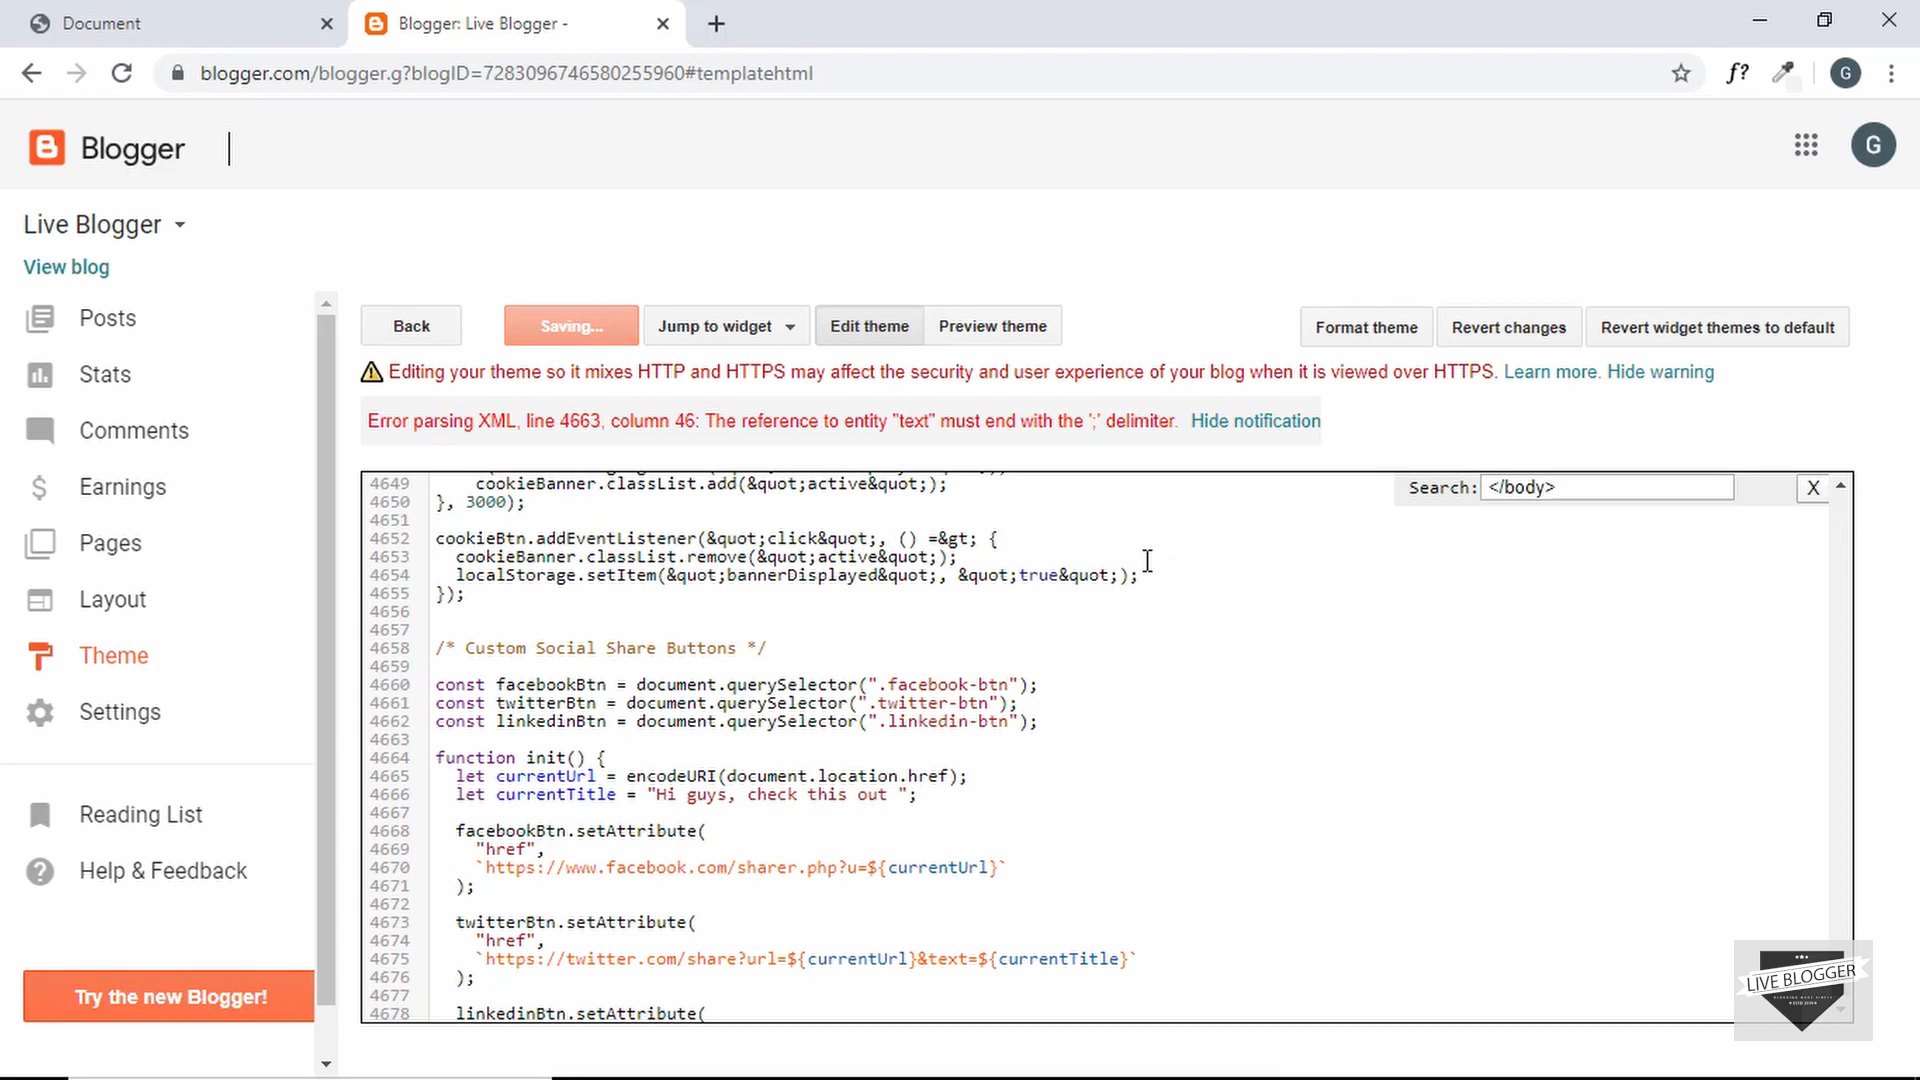 Document
Blogger: Live Blogger -
blogger.com/blogger.g?blogID=7283096746580255960#templatehtml
f?
G
Blogger
G
Live Blogger
View blog
Posts
Stats
Comments
Earnings
Pages
Layout
Theme
Settings
Reading List
Help & Feedback
Try the new Blogger!
Back
Saving...
Jump to widget
Edit theme
Preview theme
Format theme
Revert changes
Revert widget themes to default
Editing your theme so it mixes HTTP and HTTPS may affect the security and user experience of your blog when it is viewed over HTTPS. Learn more. Hide warning
Error parsing XML, line 4663, column 46: The reference to entity "text" must end with the ';' delimiter. Hide notification
Search: </body>
X
4649 cookieBanner.classList.add(&quot;active&quot;);
4650 }, 3000);
4651
4652 cookieBtn.addEventListener(&quot;click&quot;, () =&gt; {
4653 cookieBanner.classList.remove(&quot;active&quot;);
4654 localStorage.setItem(&quot;bannerDisplayed&quot;, &quot;true&quot;);
4655 });
4656
4657
4658 /* Custom Social Share Buttons */
4659
4660 const facebookBtn = document.querySelector(".facebook-btn");
4661 const twitterBtn = document.querySelector(".twitter-btn");
4662 const linkedinBtn = document.querySelector(".linkedin-btn");
4663
4664 function init() {
4665 let currentUrl = encodeURI(document.location.href);
4666 let currentTitle = "Hi guys, check this out ";
4667
4668 facebookBtn.setAttribute(
4669 "href",
4670 `https://www.facebook.com/sharer.php?u=${currentUrl}`
4671 );
4672
4673 twitterBtn.setAttribute(
4674 "href",
4675 `https://twitter.com/share?url=${currentUrl}&text=${currentTitle}`
4676 );
4677
4678 linkedinBtn.setAttribute(
LIVE BLOGGER